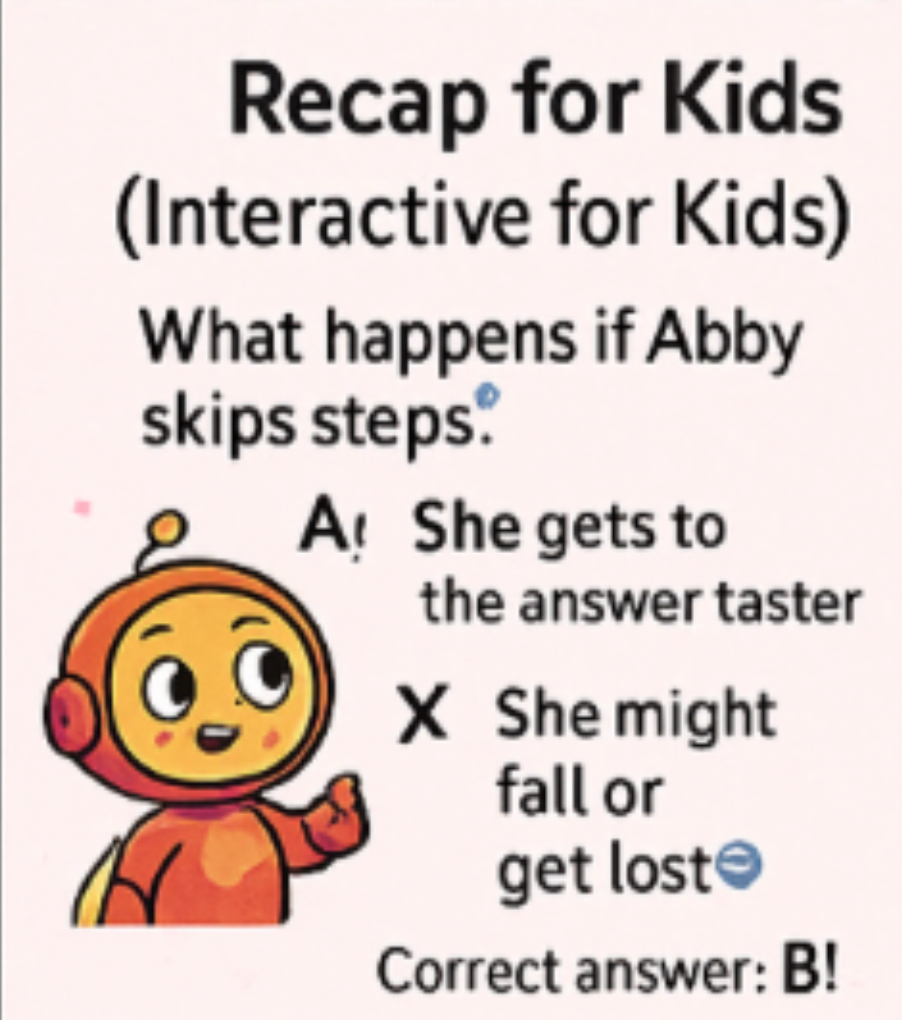 Recap for Kids
(Interactive for Kids)
What happens if Abby
skips steps.
A! She gets to
the answer taster
X She might
fall or
get lost
Correct answer: B!